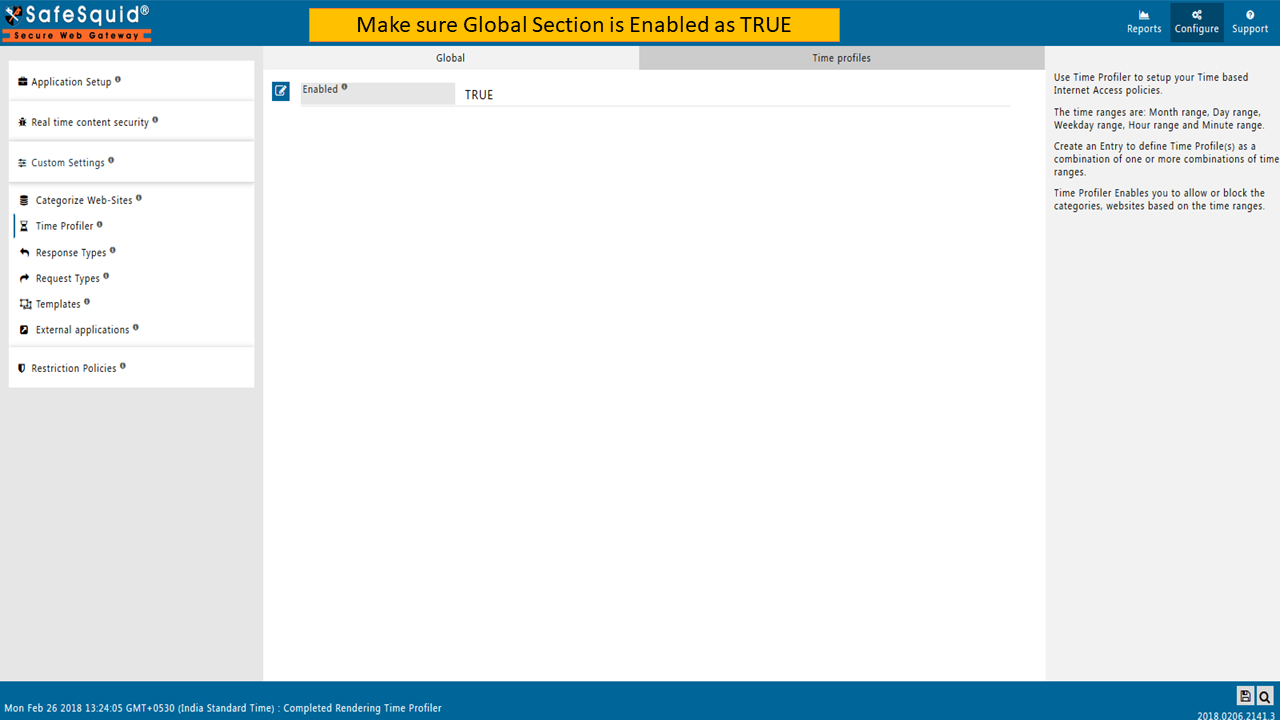 SafeSquid®
Secure Web Gateway
Make sure Global Section is Enabled as TRUE
Reports
Configure
Support
Application Setup
Real time content security
Custom Settings
Categorize Web-Sites
Time Profiler
Response Types
Request Types
Templates
External applications
Restriction Policies
Global
Time profiles
Enabled
TRUE
Use Time Profiler to setup your Time based
Internet Access policies.
The time ranges are: Month range, Day range,
Weekday range, Hour range and Minute range.
Create an Entry to define Time Profile(s) as a
combination of one or more combinations of time
ranges.
Time Profiler Enables you to allow or block the
categories, websites based on the time ranges.
Mon Feb 26 2018 13:24:05 GMT+0530 (India Standard Time) : Completed Rendering Time Profiler
2018.0206.2141.3